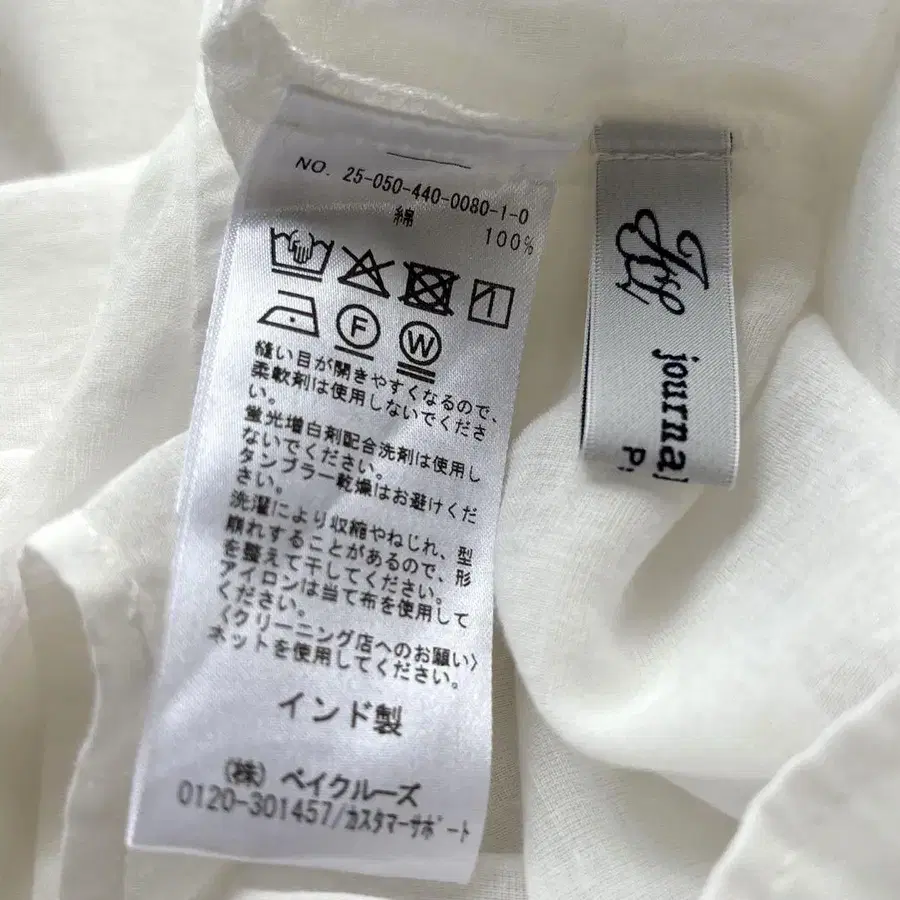 NO. 25-050-440-0080-1-0
綿 100%
F W
縫い目が開きやすくなるので、
柔軟剤は使用しないでくださ
い。
蛍光増白剤配合洗剤は使用し
ないでください。
タンブラー乾燥はお避けくだ
さい。
洗濯により収縮やねじれ、型
崩れすることがあるので、形
を整えて干してください。
アイロンは当て布を使用して
ください。
〈クリーニング店へのお願い〉
ネットを使用してください。
インド製
(株) ベイクルーズ
0120-301457/カスタマーサポート
journal